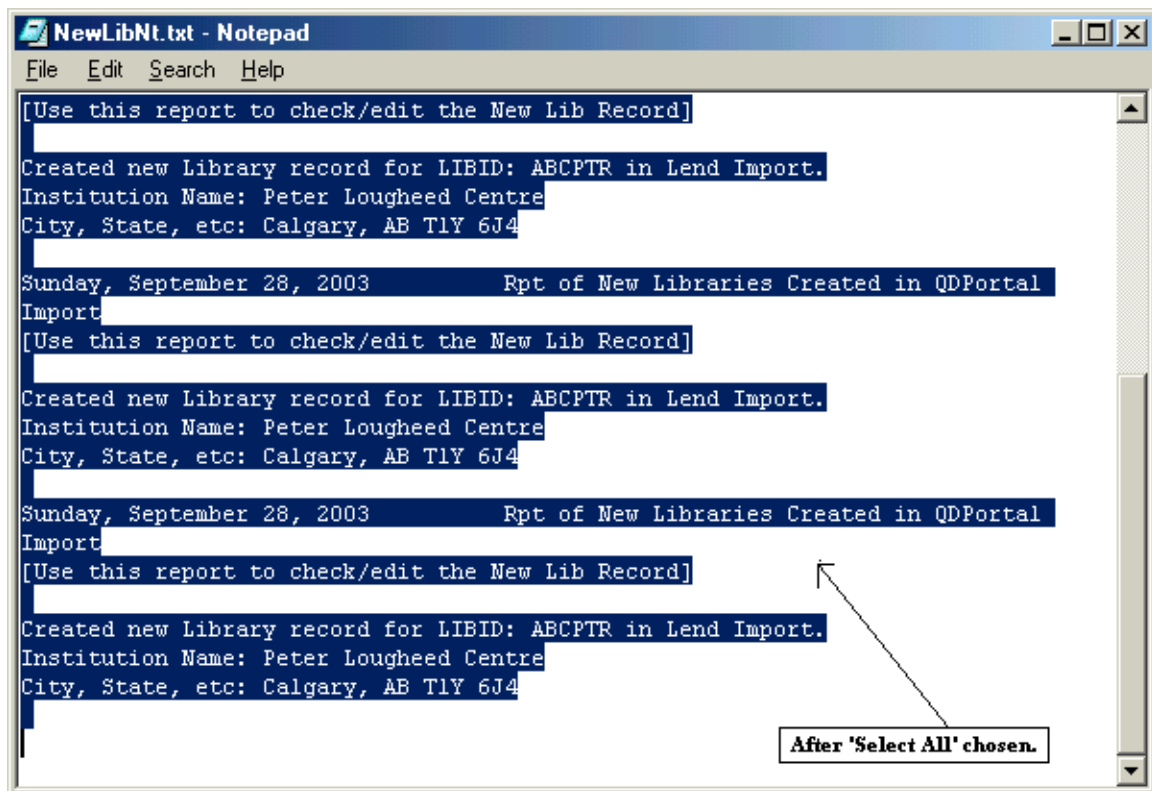 NewLibNt.txt - Notepad
File Edit Search Help
[Use this report to check/edit the New Lib Record]
Created new Library record for LIBID: ABCPTR in Lend Import.
Institution Name: Peter Lougheed Centre
City, State, etc: Calgary, AB T1Y 6J4
Sunday, September 28, 2003 Rpt of New Libraries Created in QDPortal
Import
[Use this report to check/edit the New Lib Record]
Created new Library record for LIBID: ABCPTR in Lend Import.
Institution Name: Peter Lougheed Centre
City, State, etc: Calgary, AB T1Y 6J4
Sunday, September 28, 2003 Rpt of New Libraries Created in QDPortal
Import
[Use this report to check/edit the New Lib Record]
Created new Library record for LIBID: ABCPTR in Lend Import.
Institution Name: Peter Lougheed Centre
City, State, etc: Calgary, AB T1Y 6J4
After 'Select All' chosen.